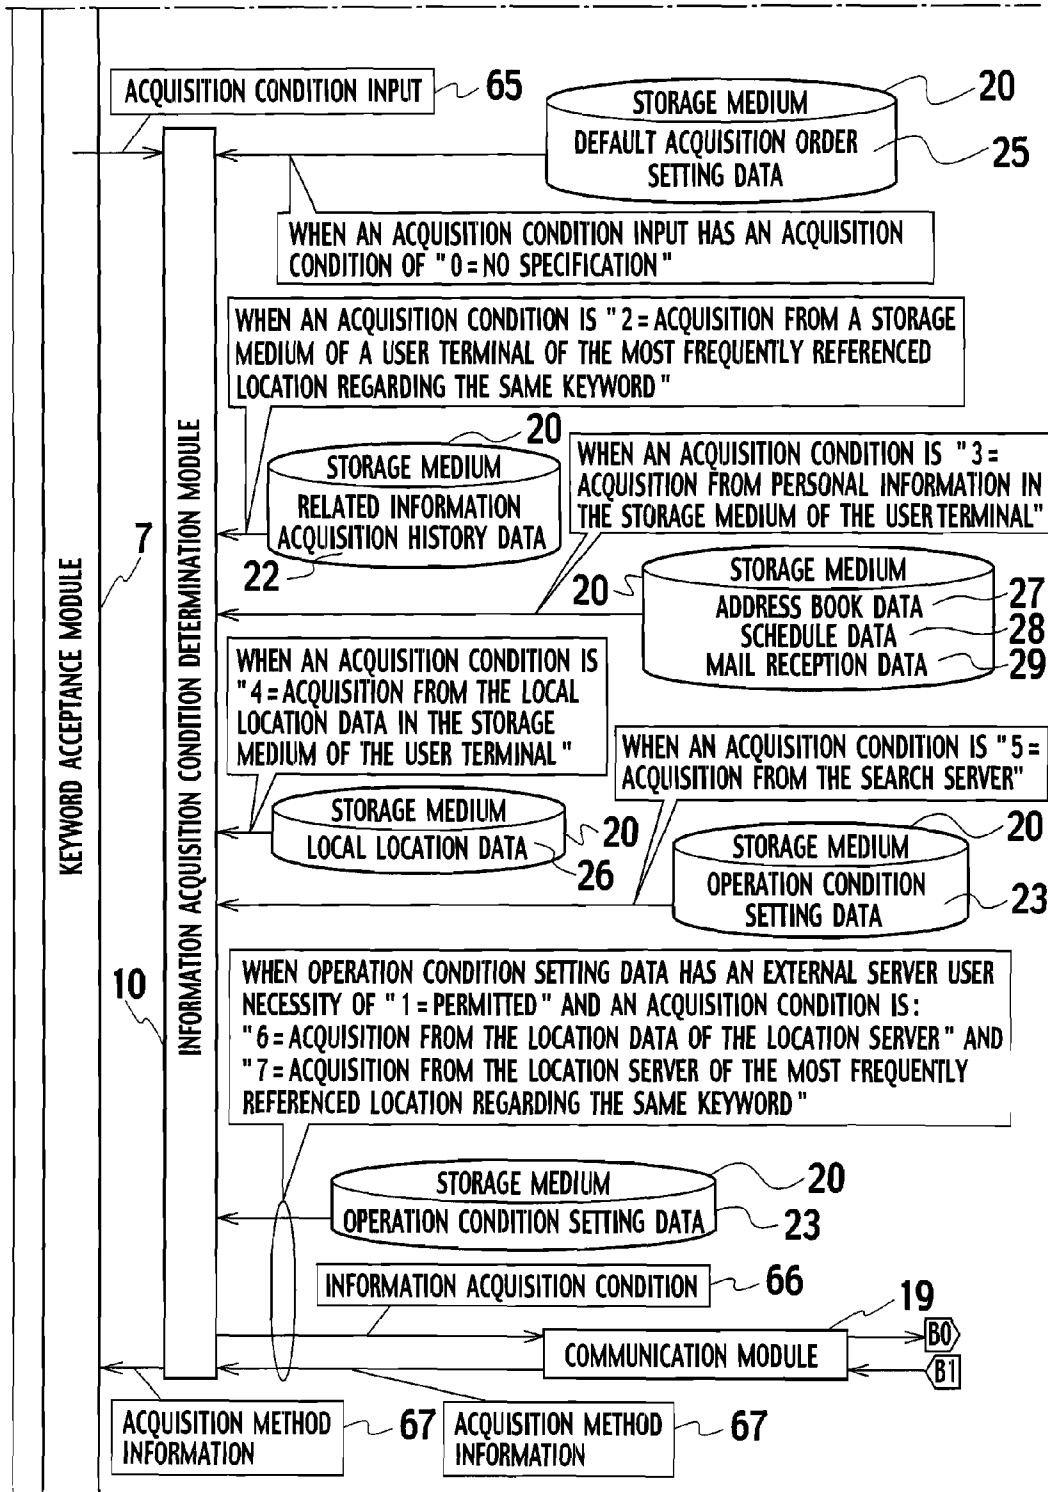 ACQUISITION CONDITION INPUT
65
STORAGE MEDIUM
20
DEFAULT ACQUISITION ORDER
SETTING DATA
25
WHEN AN ACQUISITION CONDITION INPUT HAS AN ACQUISITION
CONDITION OF "0=NO SPECIFICATION"
WHEN AN ACQUISITION CONDITION IS "2=ACQUISITION FROM A STORAGE
MEDIUM OF A USER TERMINAL OF THE MOST FREQUENTLY REFERENCED
LOCATION REGARDING THE SAME KEYWORD"
20
STORAGE MEDIUM
RELATED INFORMATION
ACQUISITION HISTORY DATA
22
WHEN AN ACQUISITION CONDITION IS "3=
ACQUISITION FROM PERSONAL INFORMATION IN
THE STORAGE MEDIUM OF THE USER TERMINAL"
7
KEYWORD ACCEPTANCE MODULE
INFORMATION ACQUISITION CONDITION DETERMINATION MODULE
10
20
STORAGE MEDIUM
ADDRESS BOOK DATA
27
SCHEDULE DATA
28
MAIL RECEPTION DATA
29
WHEN AN ACQUISITION CONDITION IS
"4=ACQUISITION FROM THE LOCAL
LOCATION DATA IN THE STORAGE
MEDIUM OF THE USER TERMINAL"
WHEN AN ACQUISITION CONDITION IS "5=
ACQUISITION FROM THE SEARCH SERVER"
STORAGE MEDIUM
20
LOCAL LOCATION DATA
26
20
STORAGE MEDIUM
OPERATION CONDITION
SETTING DATA
23
WHEN OPERATION CONDITION SETTING DATA HAS AN EXTERNAL SERVER USER
NECESSITY OF "1=PERMITTED" AND AN ACQUISITION CONDITION IS:
"6=ACQUISITION FROM THE LOCATION DATA OF THE LOCATION SERVER" AND
"7=ACQUISITION FROM THE LOCATION SERVER OF THE MOST FREQUENTLY
REFERENCED LOCATION REGARDING THE SAME KEYWORD"
STORAGE MEDIUM
20
OPERATION CONDITION SETTING DATA
23
INFORMATION ACQUISITION CONDITION
66
19
COMMUNICATION MODULE
B0
B1
ACQUISITION METHOD
INFORMATION
67
ACQUISITION METHOD
INFORMATION
67